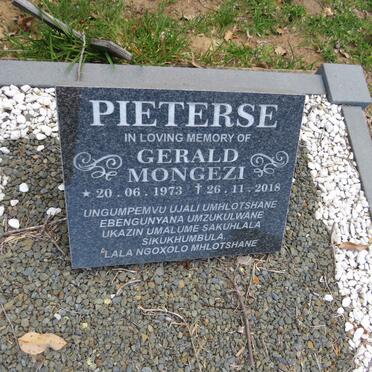 PIETERSE
IN LOVING MEMORY OF
GERALD
MONGEZI
* 20 . 06 . 1973 † 26 . 11 . 2018
UNGUMPEMVU UJALI UMHLOTSHANE
EBENGUNYANA UMZUKULWANE
UKAZIN UMALUME SAKUHLALA
SIKUKHUMBULA.
"LALA NGOXOLO MHLOTSHANE